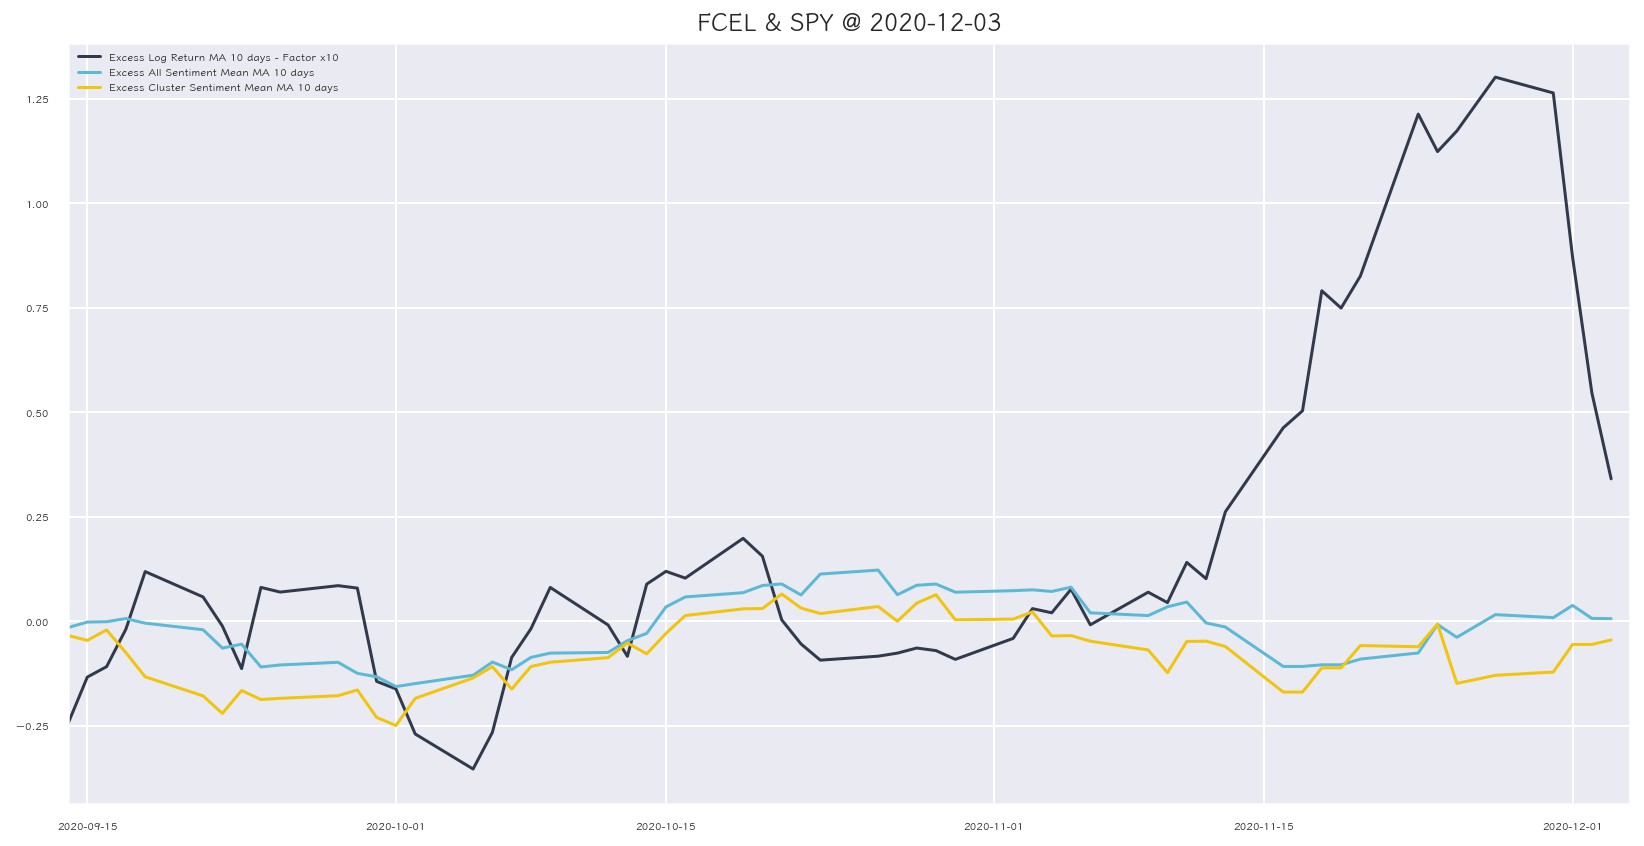 FCEL & SPY @ 2020-12-03
Excess Log Return MA 10 days - Factor x10
Excess All Sentiment Mean MA 10 days
Excess Cluster Sentiment Mean MA 10 days
1.25
1.00
0.75
0.50
0.25
0.00
−0.25
2020-09-15 2020-10-01 2020-10-15 2020-11-01 2020-11-15 2020-12-01